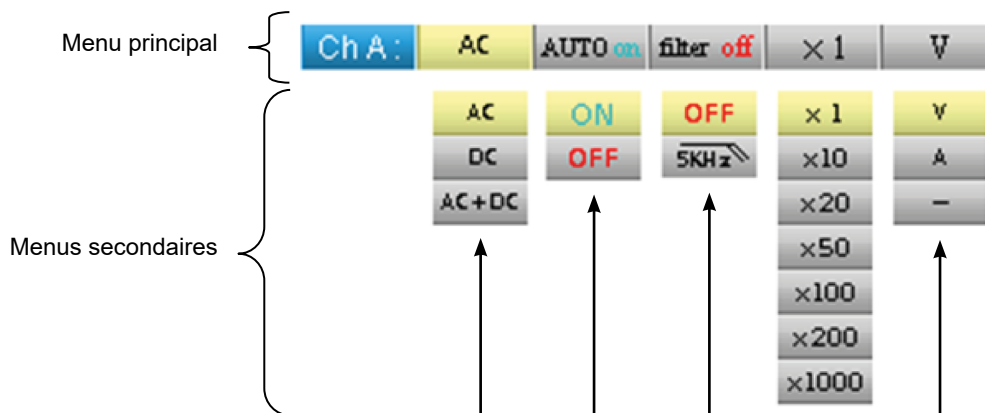 Menu principal
Ch A: AC AUTO on filter off × 1 V
AC ON OFF × 1 V
DC OFF 5KHz ×10 A
AC+DC ×20 –
Menus secondaires
×50
×100
×200
×1000